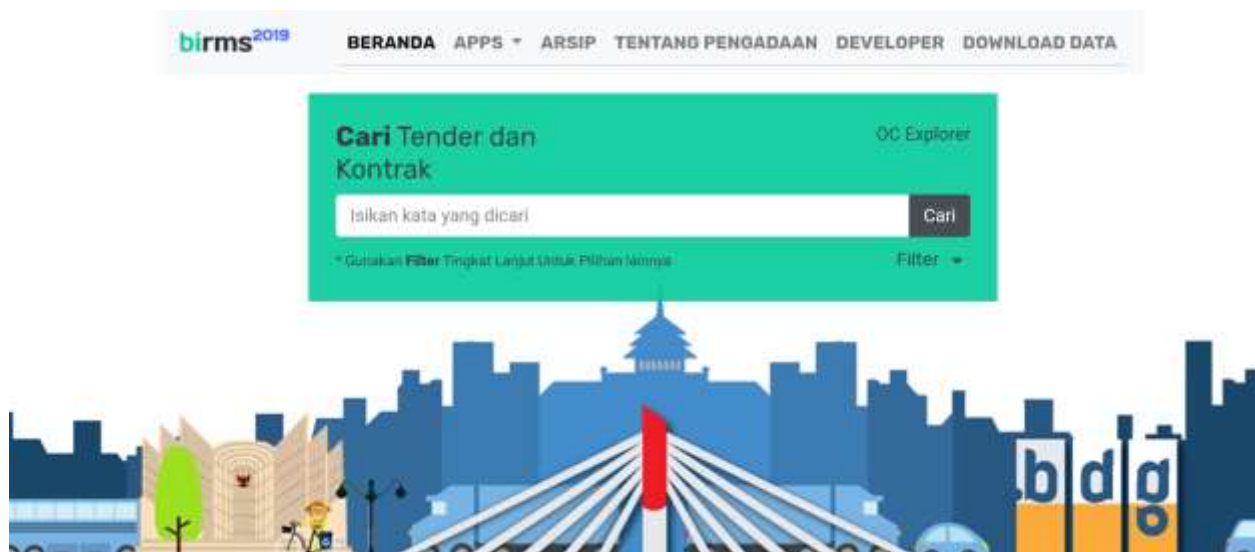 birms2019
BERANDA APPS ARSIP TENTANG PENGADAAN DEVELOPER DOWNLOAD DATA
Cari Tender dan
Kontrak
OC Explorer
Isikan kata yang dicari
Cari
* Gunakan Filter Tingkat Lanjut Untuk Pilihan lainnya
Filter
.bdg